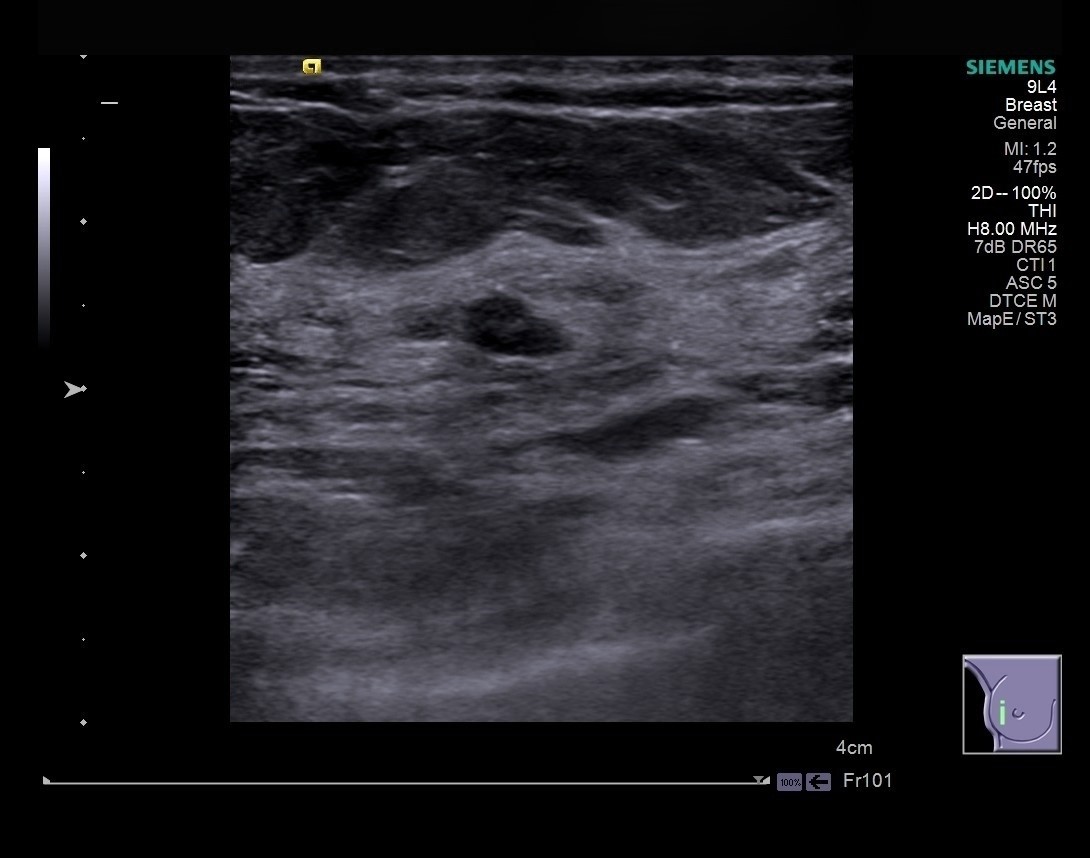 SIEMENS
9L4
Breast
General
MI: 1.2
47fps
2D--100%
THI
H8.00 MHz
7dB DR65
CTI 1
ASC 5
DTCE M
MapE / ST3
4cm
100%
Fr101